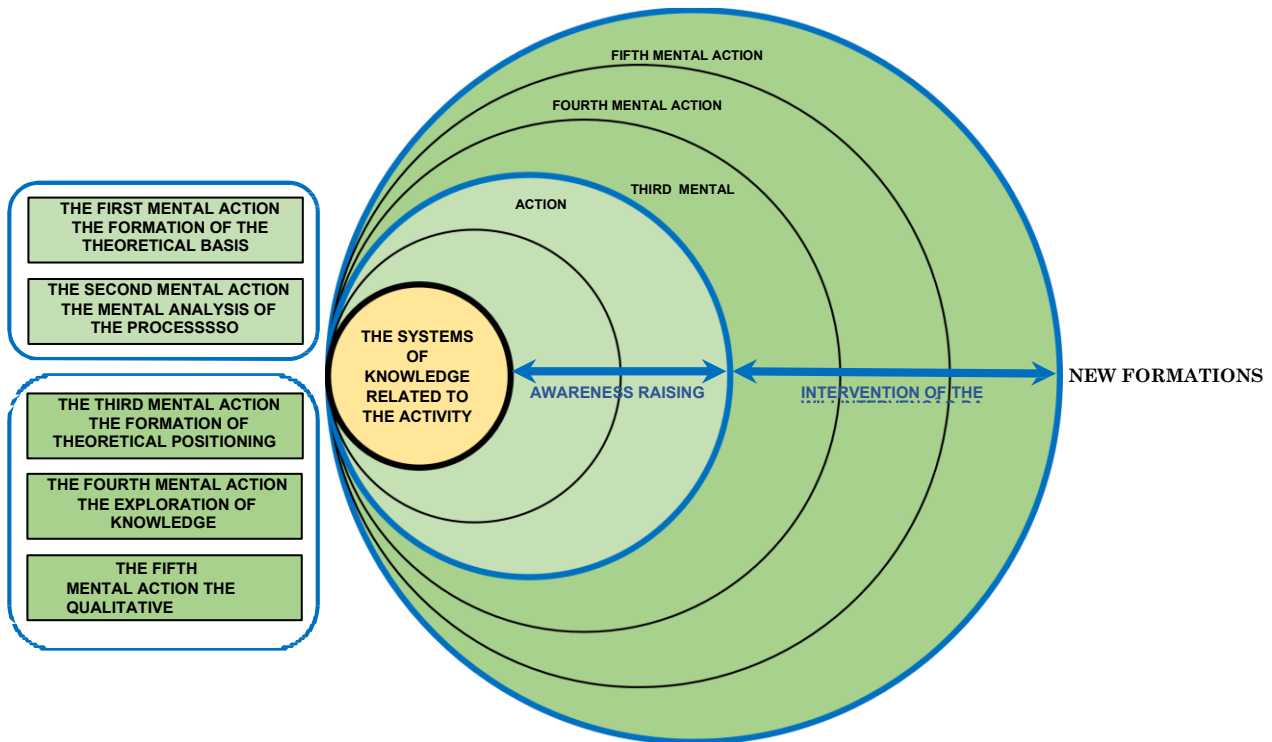 FIFTH MENTAL ACTION
FOURTH MENTAL ACTION
THIRD MENTAL
ACTION
THE FIRST MENTAL ACTION
THE FORMATION OF THE
THEORETICAL BASIS
THE SECOND MENTAL ACTION
THE MENTAL ANALYSIS OF
THE PROCESSSSO
THE THIRD MENTAL ACTION
THE FORMATION OF
THEORETICAL POSITIONING
THE FOURTH MENTAL ACTION
THE EXPLORATION OF
KNOWLEDGE
THE FIFTH
MENTAL ACTION THE
QUALITATIVE
THE SYSTEMS
OF
KNOWLEDGE
RELATED TO
THE ACTIVITY
AWARENESS RAISING
INTERVENTION OF THE
NEW FORMATIONS